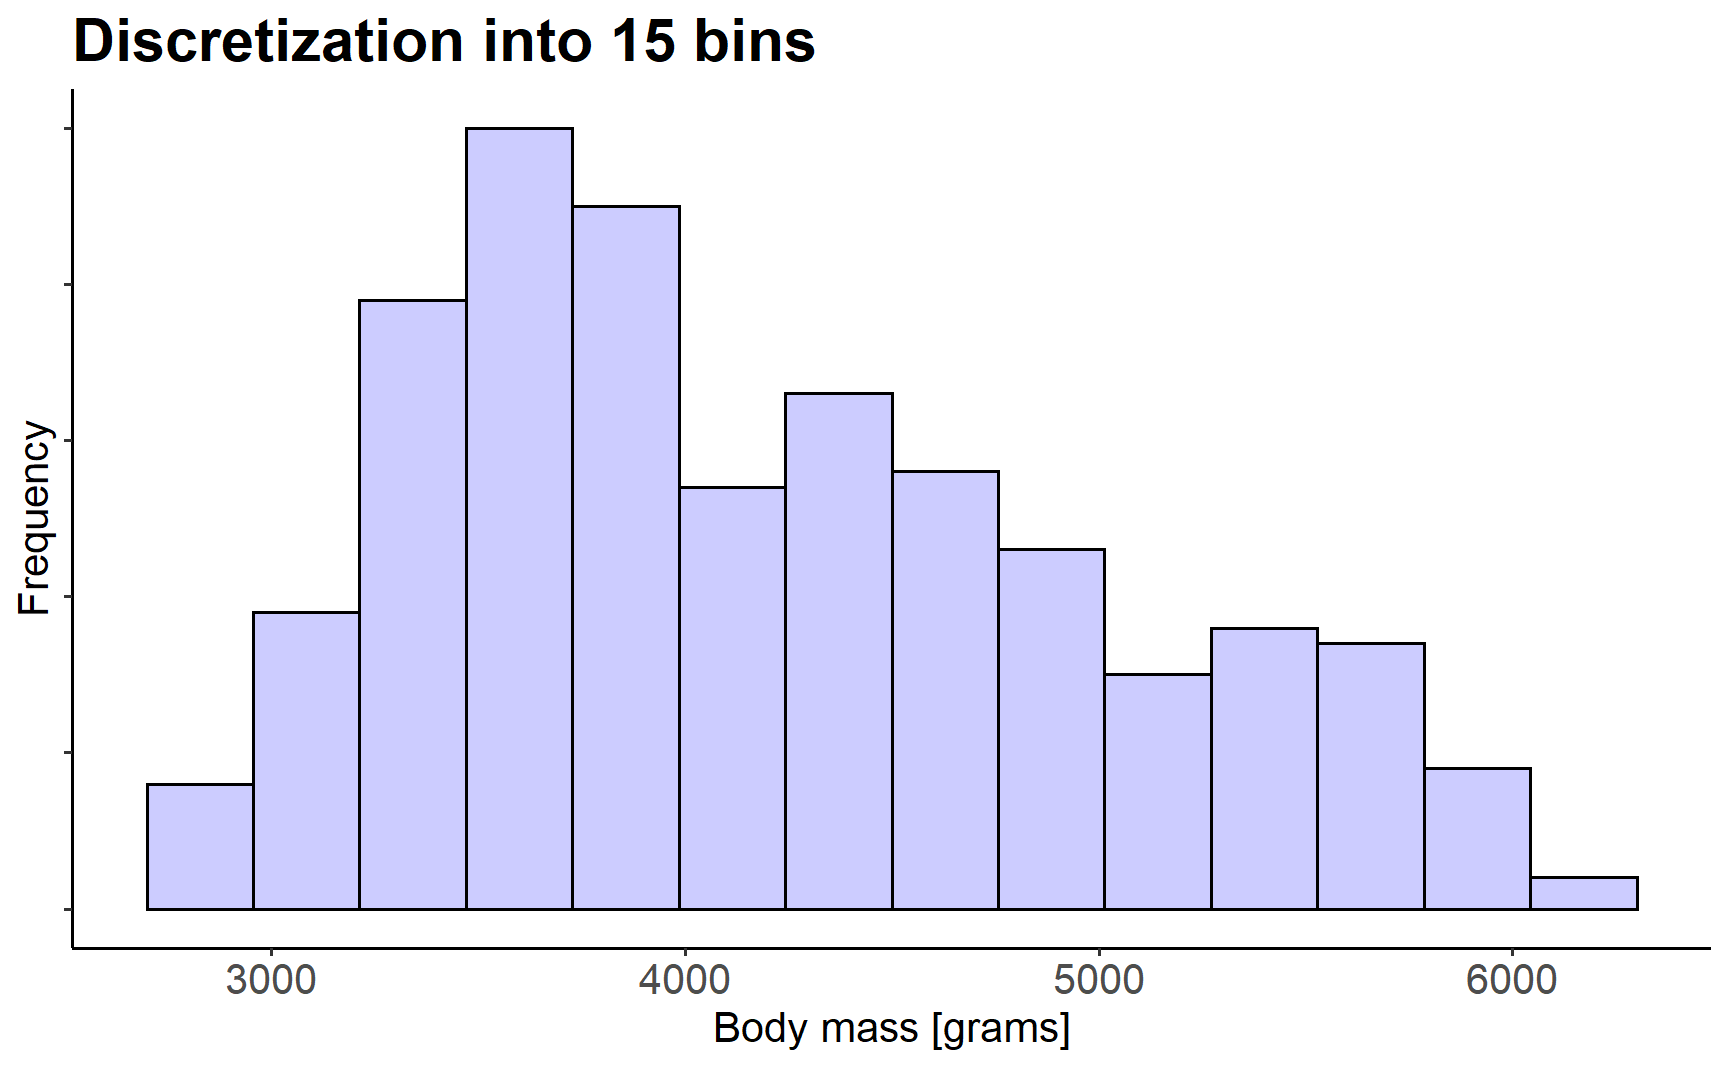 Discretization into 15 bins
Frequency
3000 4000 5000 6000
Body mass [grams]